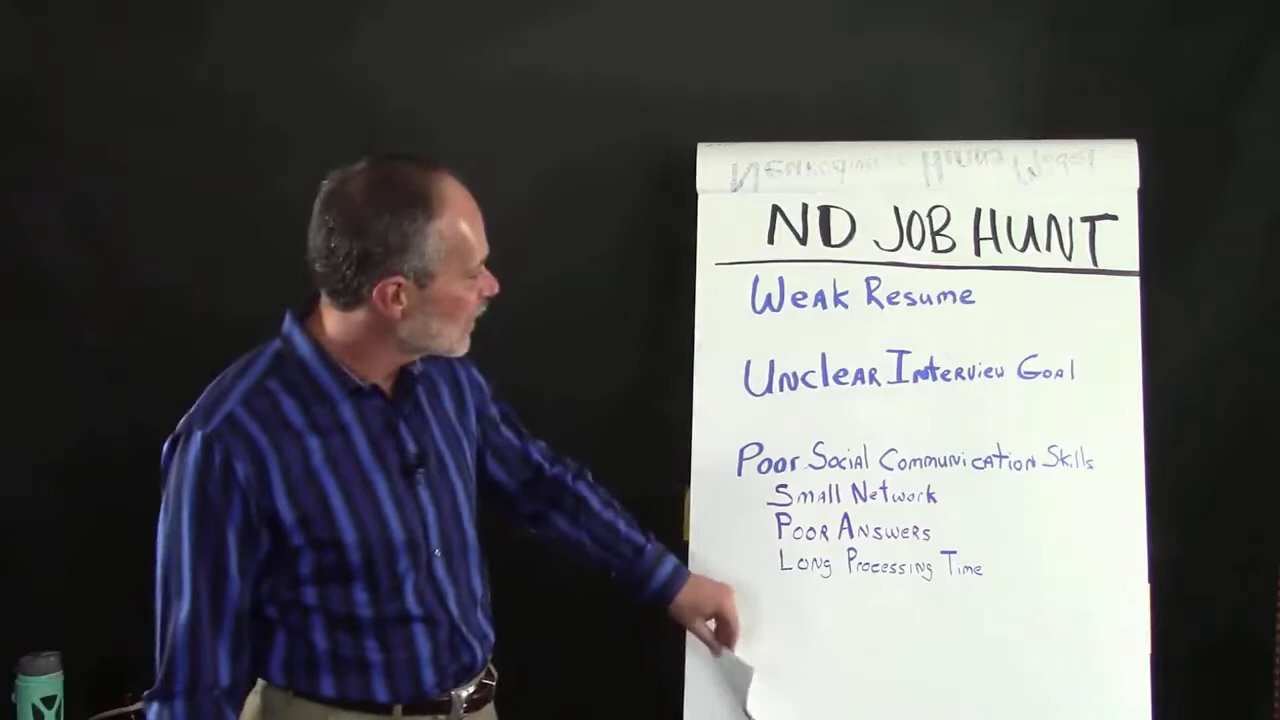 ND JOB HUNT
Weak Resume
Unclear Interview Goal
Poor Social Communication Skills
Small Network
Poor Answers
Long Processing Time